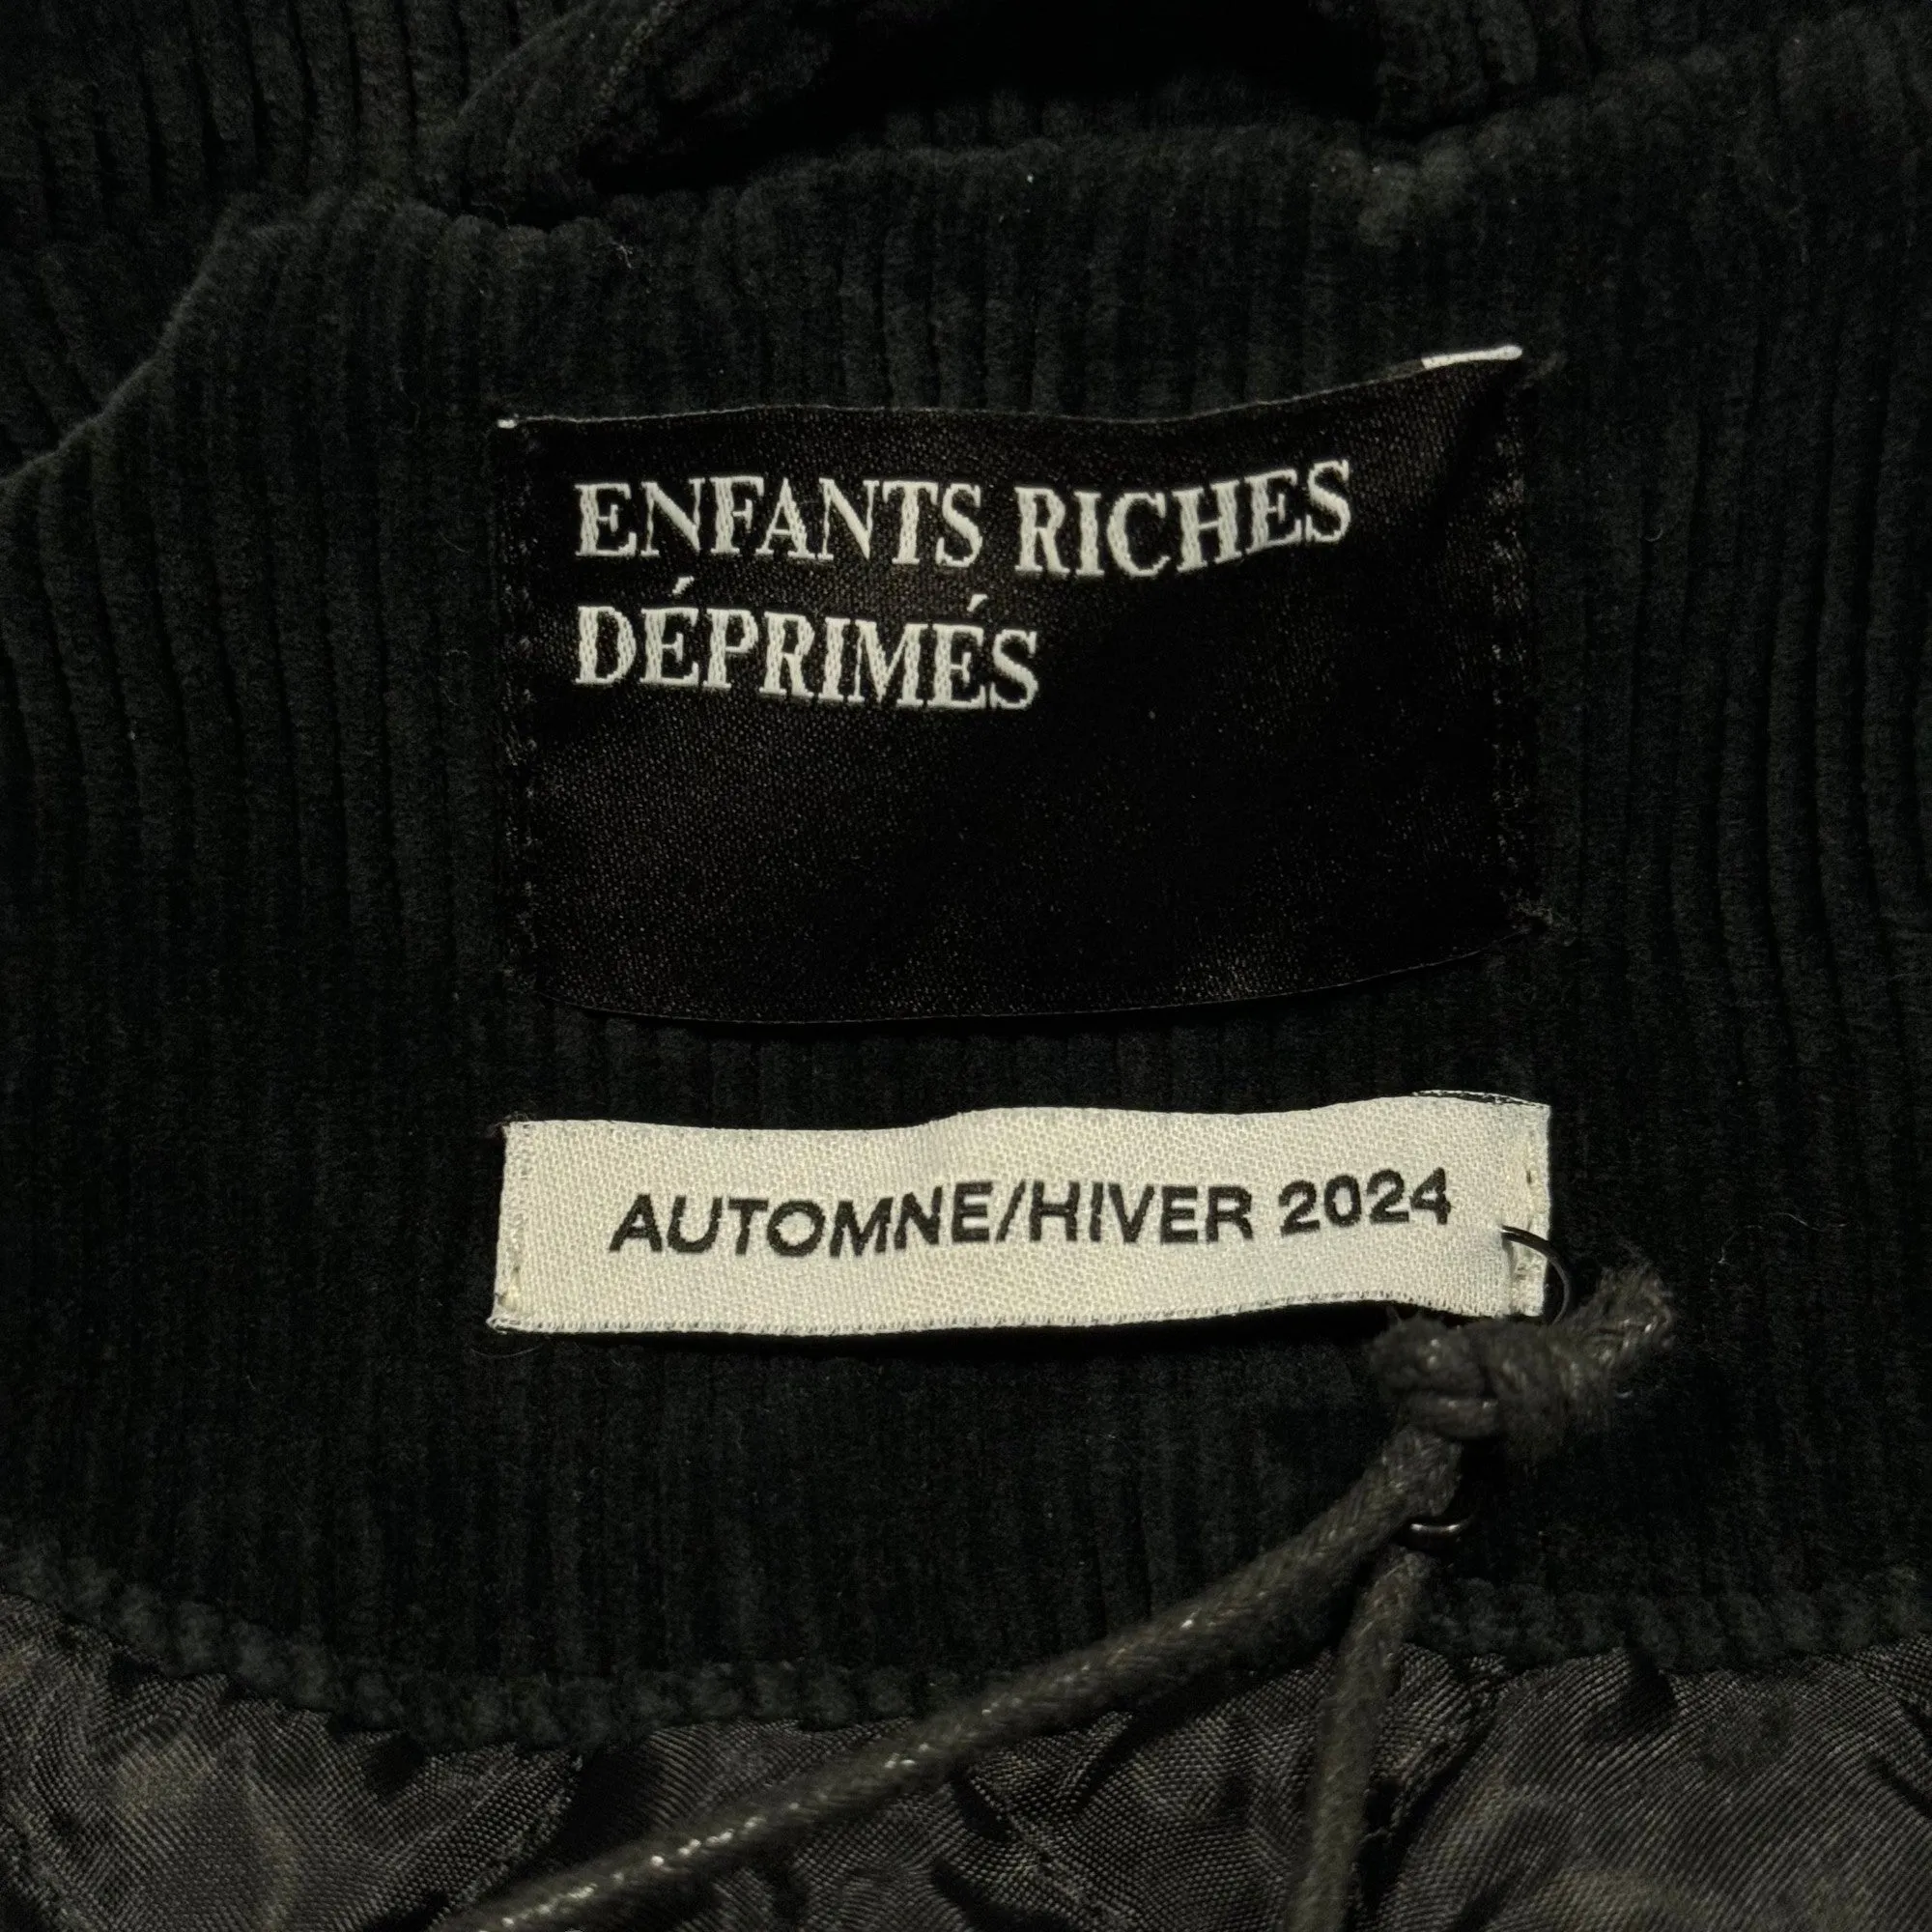 ENFANTS RICHES
DÉPRIMÉS
AUTOMNE/HIVER 2024